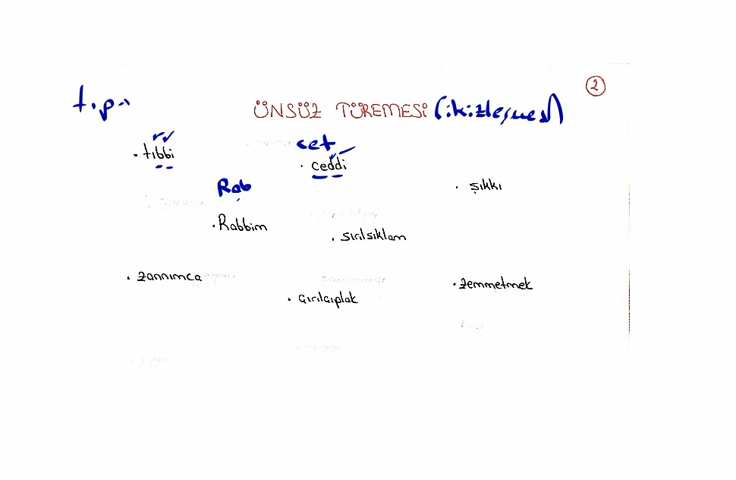 2
tıp
ÜNSÜZ TÜREMESİ (ikizleşmesi)
cet
• tıbbi
• ceddi
Rab
• şıkkı
• Rabbim
• sırılsıklam
• zannımca
• zemmetmek
• çırılçıplak